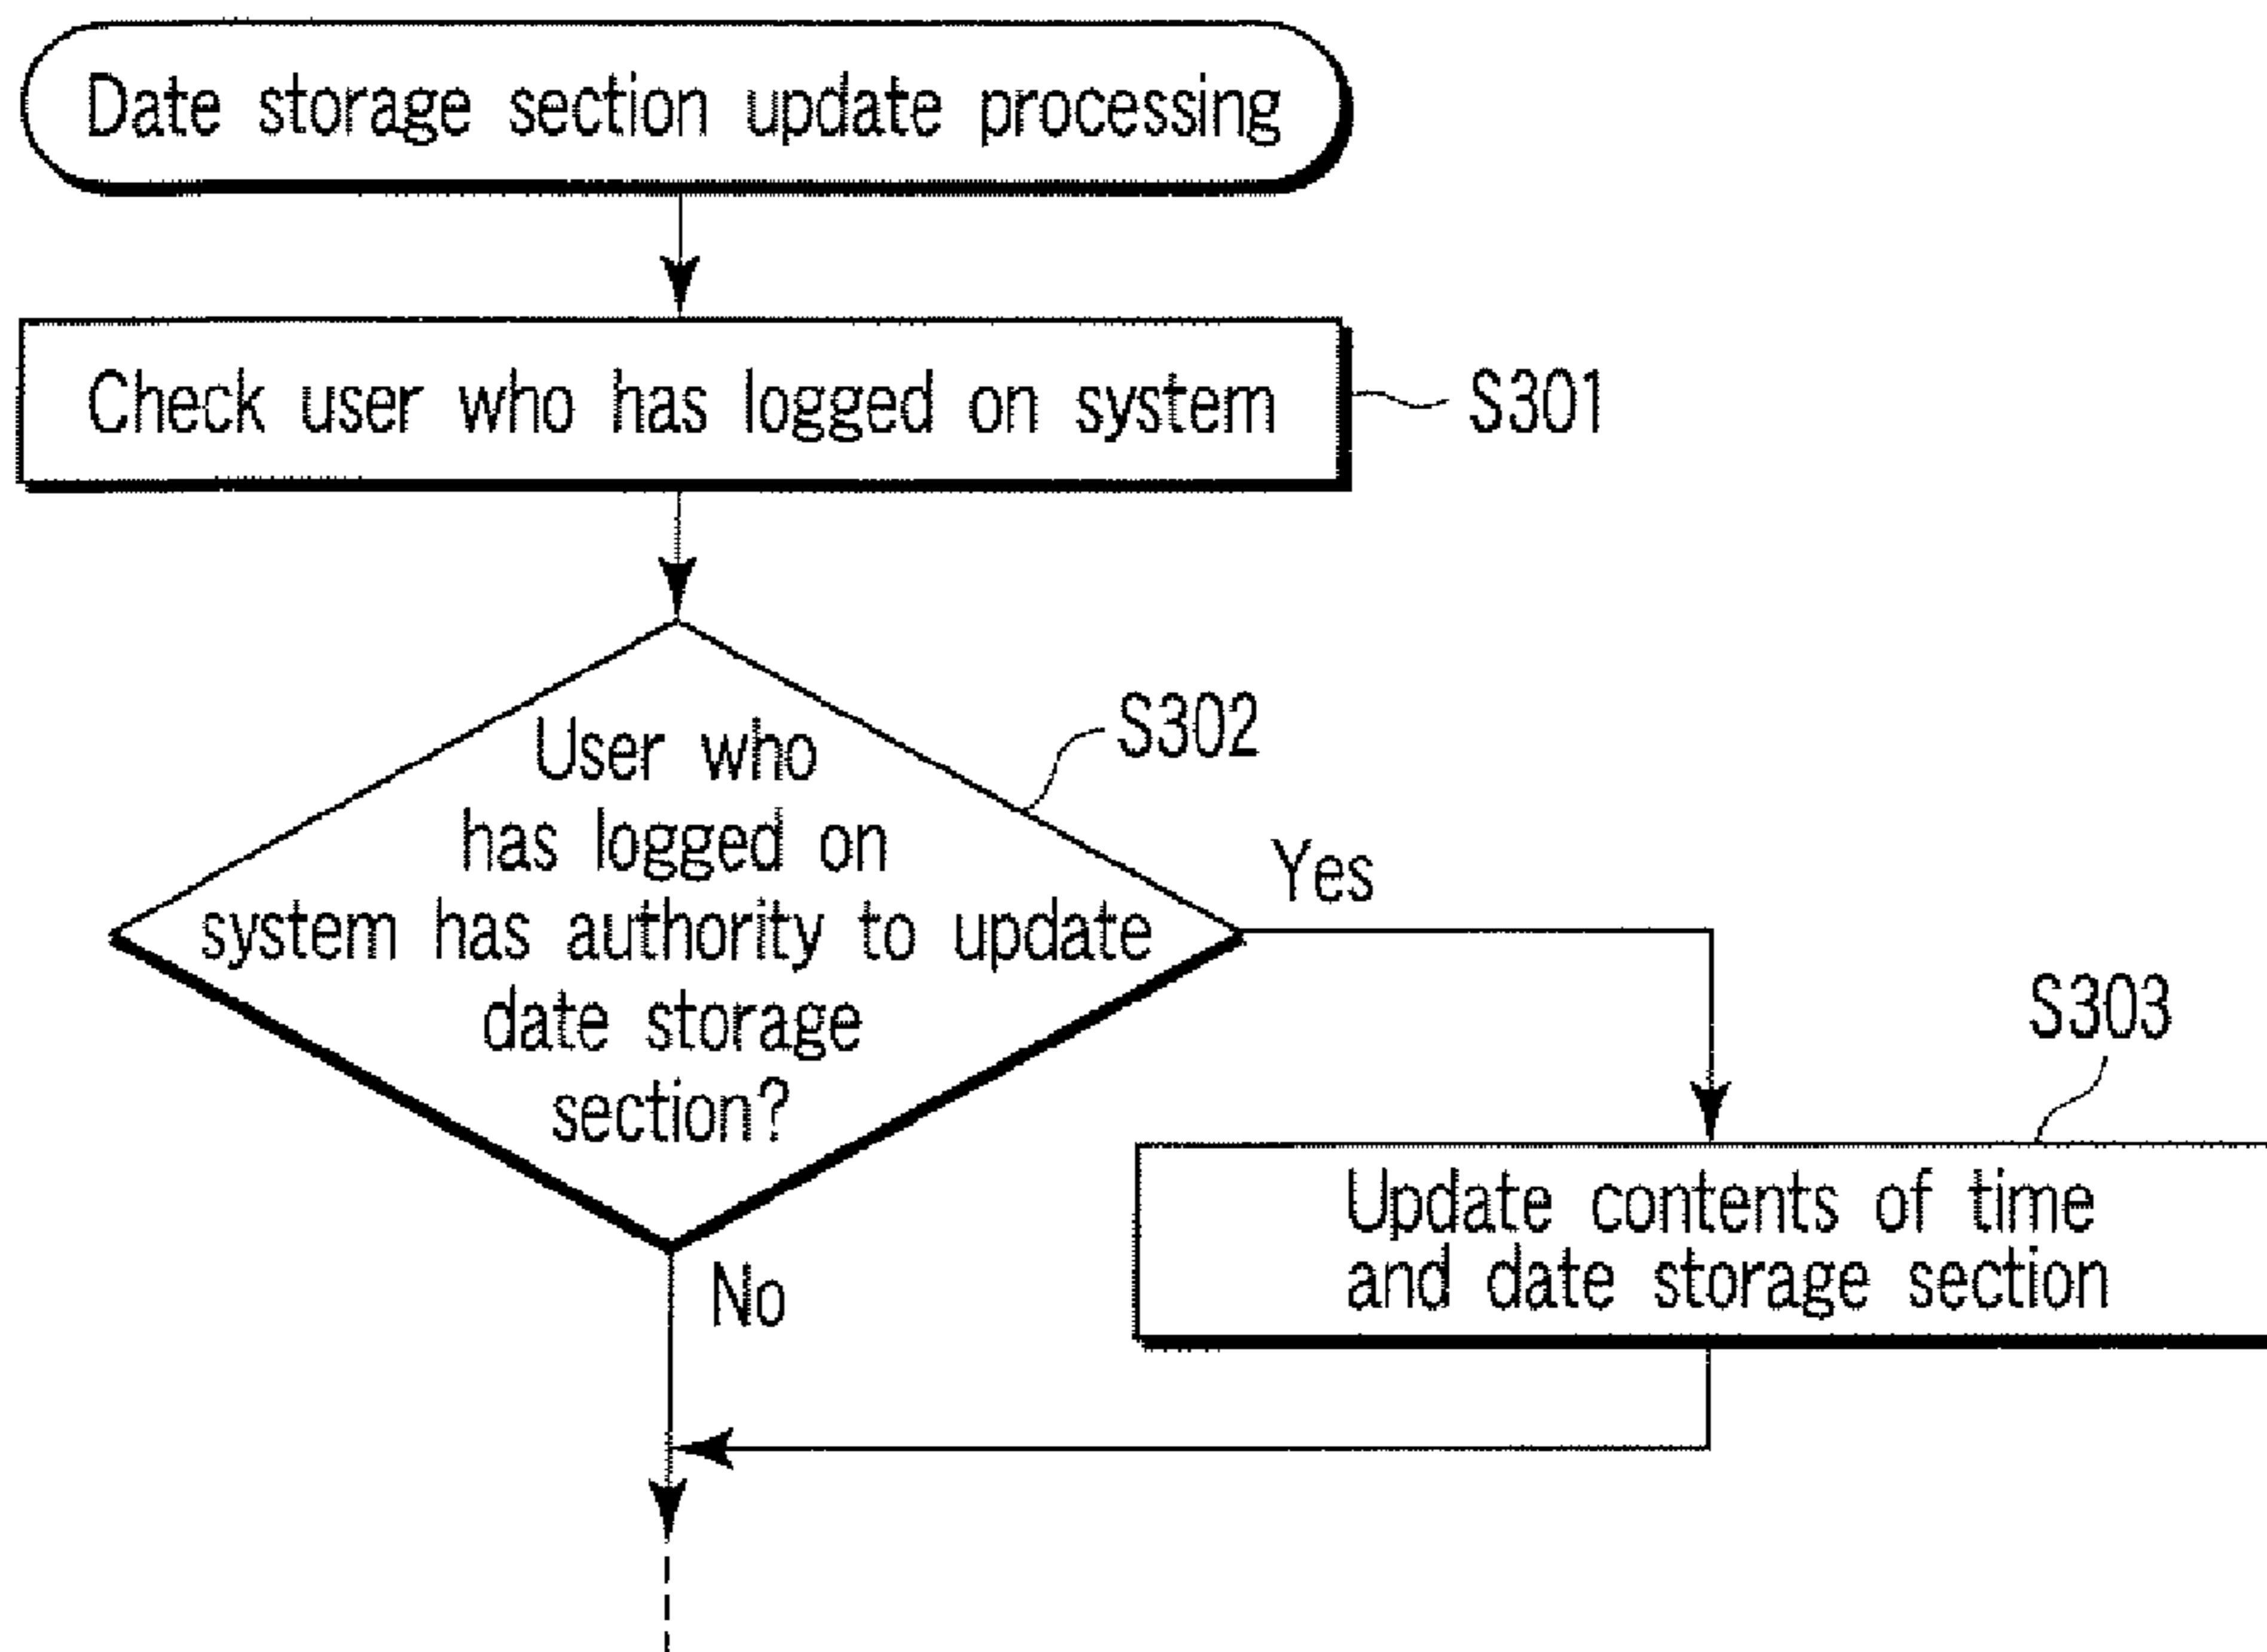 Date storage section update processing
Check user who has logged on system
S301
S302
User who
has logged on
system has authority to update
date storage
section?
Yes
S303
Update contents of time
and date storage section
No